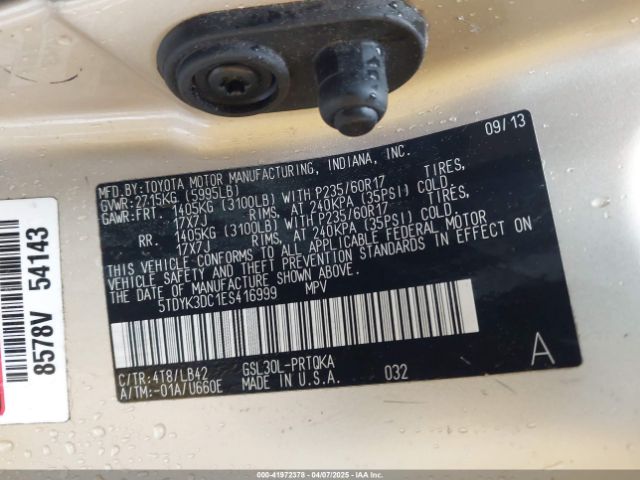 09/13
MFD.BY:TOYOTA MOTOR MANUFACTURING, INDIANA, INC.
GVWR:2715KG (5995LB)
GAWR:FRT. 1405KG (3100LB) WITH P235/60R17 TIRES,
17X7J RIMS, AT 240KPA (35PSI) COLD.
RR. 1405KG (3100LB) WITH P235/60R17 TIRES,
17X7J RIMS, AT 240KPA (35PSI) COLD.
THIS VEHICLE CONFORMS TO ALL APPLICABLE FEDERAL MOTOR
VEHICLE SAFETY AND THEFT PREVENTION STANDARDS IN EFFECT ON
THE DATE OF MANUFACTURE SHOWN ABOVE.
5TDYK3DC1ES416999 MPV
C/TR:4T8/LB42 GSL30L-PRTQKA
A/TM:-01A/U660E MADE IN U.S.A. 032
A
8578V 54143
000-41972378 - 04/07/2025 - COPYRIGHT IAA, LLC